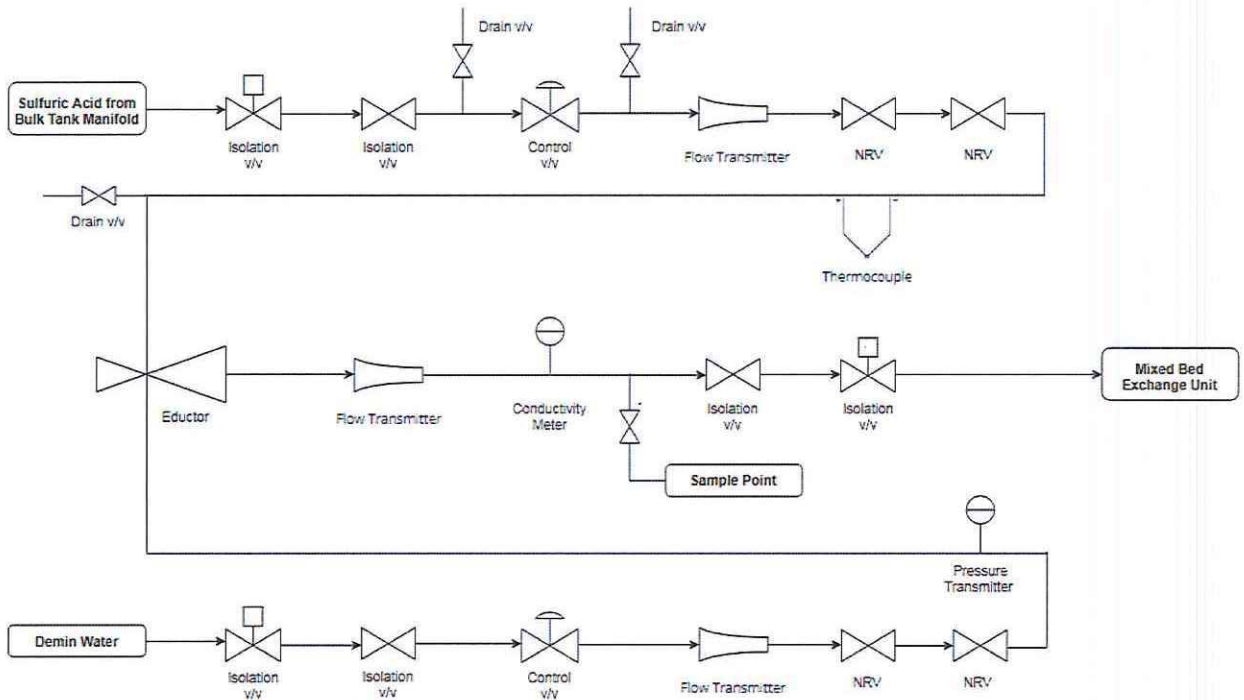 Drain v/v
Drain v/v
Sulfuric Acid from
Bulk Tank Manifold
Isolation
v/v
Isolation
v/v
Control
v/v
Flow Transmitter
NRV
NRV
Drain v/v
Thermocouple
Eductor
Flow Transmitter
Conductivity
Meter
Isolation
v/v
Isolation
v/v
Mixed Bed
Exchange Unit
Sample Point
Pressure
Transmitter
Demin Water
Isolation
v/v
Isolation
v/v
Control
v/v
Flow Transmitter
NRV
NRV